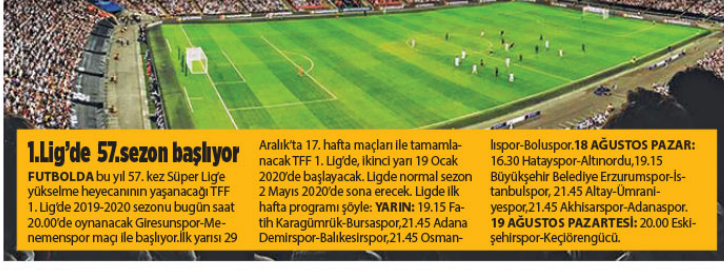 1.Lig'de 57.sezon başlıyor
FUTBOLDA bu yıl 57. kez Süper Lig'e
yükselme heyecanının yaşanacağı TFF
1. Lig'de 2019-2020 sezonu bugün saat
20.00'de oynanacak Giresunspor-Me-
nemenspor maçı ile başlıyor.İlk yarısı 29
Aralık'ta 17. hafta maçları ile tamamla-
nacak TFF 1. Lig'de, ikinci yarı 19 Ocak
2020'de başlayacak. Ligde normal sezon
2 Mayıs 2020'de sona erecek. Ligde ilk
hafta programı şöyle: YARIN: 19.15 Fa-
tih Karagümrük-Bursaspor,21.45 Adana
Demirspor-Balıkesirspor,21.45 Osman-
lıspor-Boluspor.18 AĞUSTOS PAZAR:
16.30 Hatayspor-Altınordu,19.15
Büyükşehir Belediye Erzurumspor-İs-
tanbulspor, 21.45 Altay-Ümrani-
yespor,21.45 Akhisarspor-Adanaspor.
19 AĞUSTOS PAZARTESİ: 20.00 Eski-
şehirspor-Keçiörengücü.